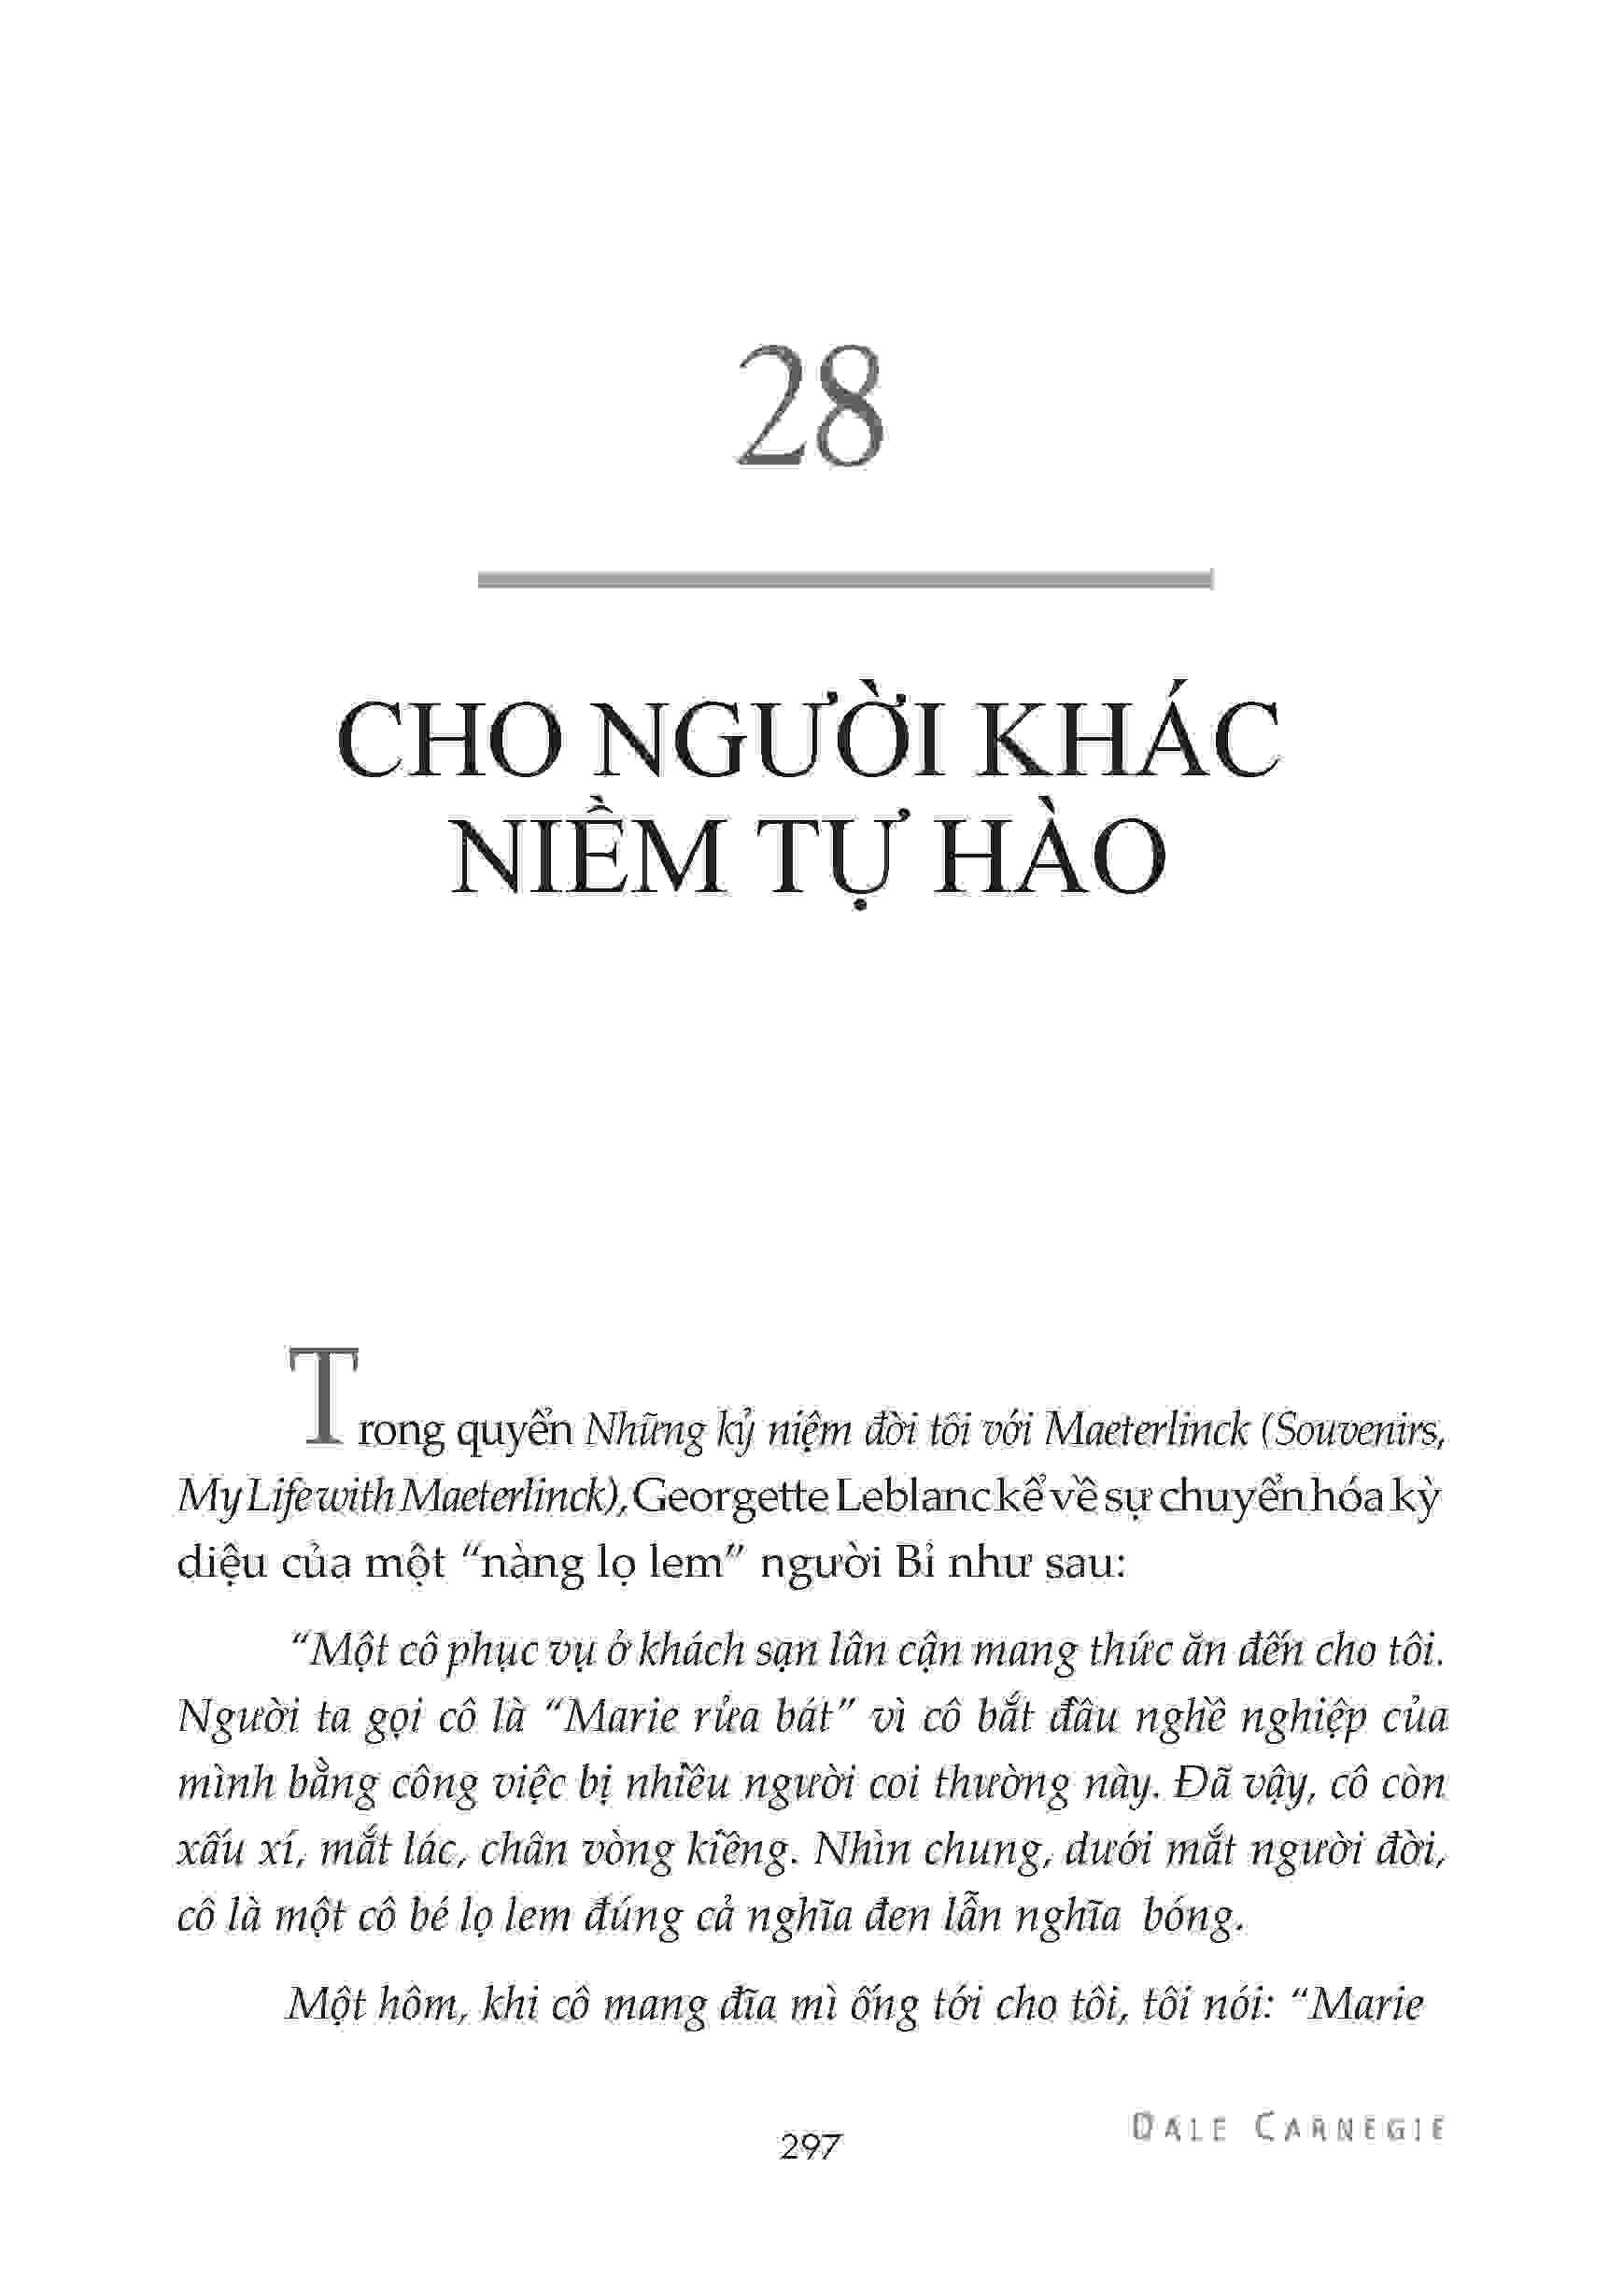 28
CHO NGƯỜI KHÁC
NIỀM TỰ HÀO
Trong quyển Những kỷ niệm đời tôi với Maeterlinck (Souvenirs,
My Life with Maeterlinck), Georgette Leblanc kể về sự chuyển hóa kỳ
diệu của một “nàng lọ lem” người Bỉ như sau:
“Một cô phục vụ ở khách sạn lân cận mang thức ăn đến cho tôi.
Người ta gọi cô là “Marie rửa bát” vì cô bắt đầu nghề nghiệp của
mình bằng công việc bị nhiều người coi thường này. Đã vậy, cô còn
xấu xí, mắt lác, chân vòng kiềng. Nhìn chung, dưới mắt người đời,
cô là một cô bé lọ lem đúng cả nghĩa đen lẫn nghĩa bóng.
Một hôm, khi cô mang đĩa mì ống tới cho tôi, tôi nói: “Marie
297
DALE CARNEGIE